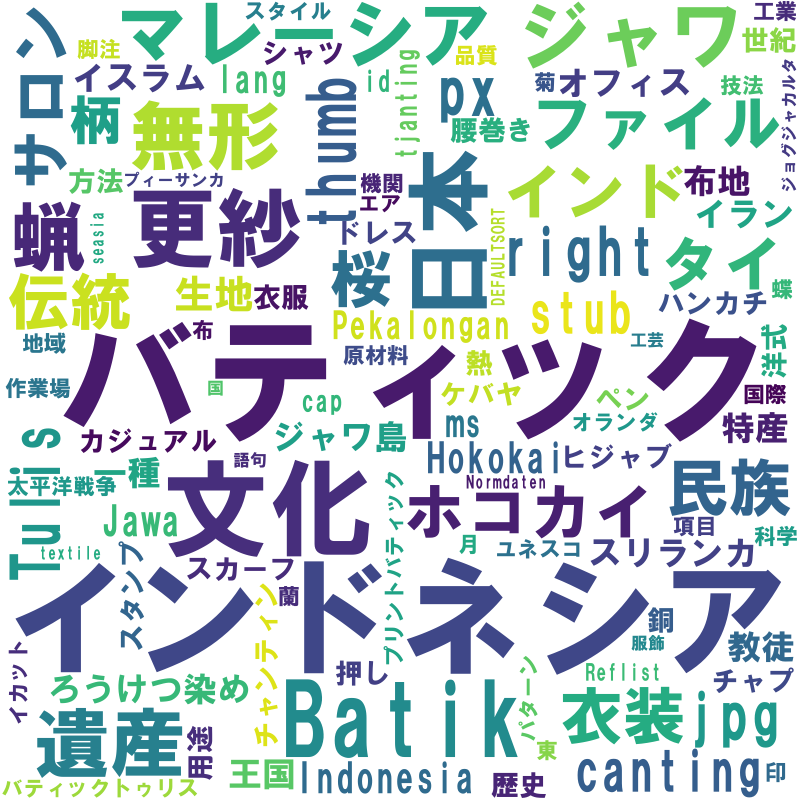 スタイル
工業
マレーシア
ジャワ
世紀
脚注
シャツ
品質
サロン
イスラム
lang
id
菊
オフィス
技法
ジョグジャカルタ
柄
無形
thumb
tjanting
px
腰巻き
ファイル
方法
プィーサンカ
機関
エア
日本
インド
布地
蝋
seasia
更紗
ドレス
DEFAULTSORT
right
イラン
タイ
伝統
生地
衣服
桜
Pekalongan
stub
ハンカチ
蝶
地域
布
原材料
熱
工芸
洋式
バティック
作業場
国
cap
ケバヤ
ペン
国際
Tulis
カジュアル
ジャワ島
ms
オランダ
特産
太平洋戦争
一種
語句
Hokokai
ヒジャブ
文化
Normdaten
民族
Jawa
ホコカイ
項目
textile
プリントバティック
月
ユネスコ
スリランカ
科学
スタンプ
スカーフ
蘭
インドネシア
チャンティン
銅
教徒
服飾
イカット
ろうけつ染め
押し
Reflist
チャプ
遺産
Batik
パターン
衣装
jpg
用途
王国
東
バティックトゥリス
Indonesia
歴史
canting
印